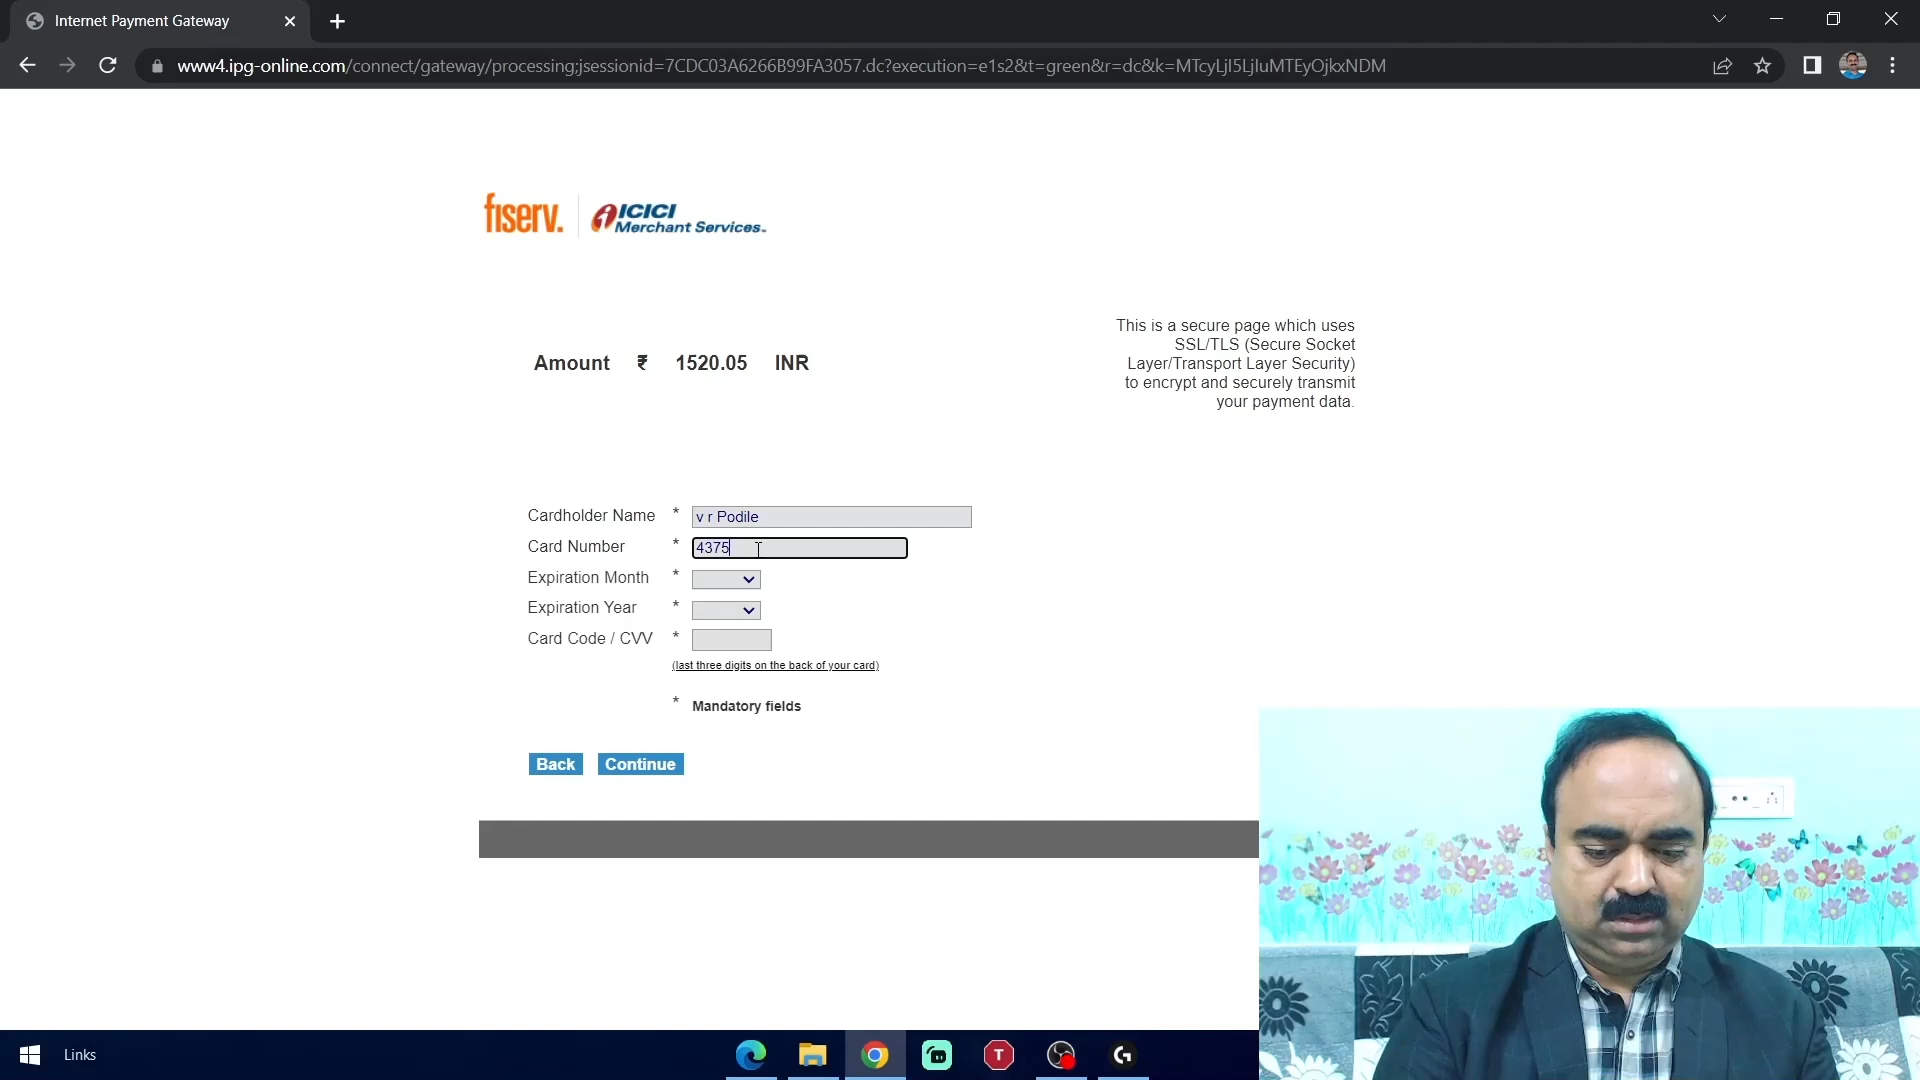 Internet Payment Gateway
www4.ipg-online.com/connect/gateway/processing;jsessionid=7CDC03A6266B99FA3057.dc?execution=e1s2&t=green&r=dc&k=MTcyLjI5LjIuMTEyOjkxNDM
fiserv.
ICICI
Merchant Services
Amount ₹ 1520.05 INR
This is a secure page which uses
SSL/TLS (Secure Socket
Layer/Transport Layer Security)
to encrypt and securely transmit
your payment data.
Cardholder Name * v r Podile
Card Number * 4375
Expiration Month *
Expiration Year *
Card Code / CVV *
(last three digits on the back of your card)
* Mandatory fields
Back Continue
Links